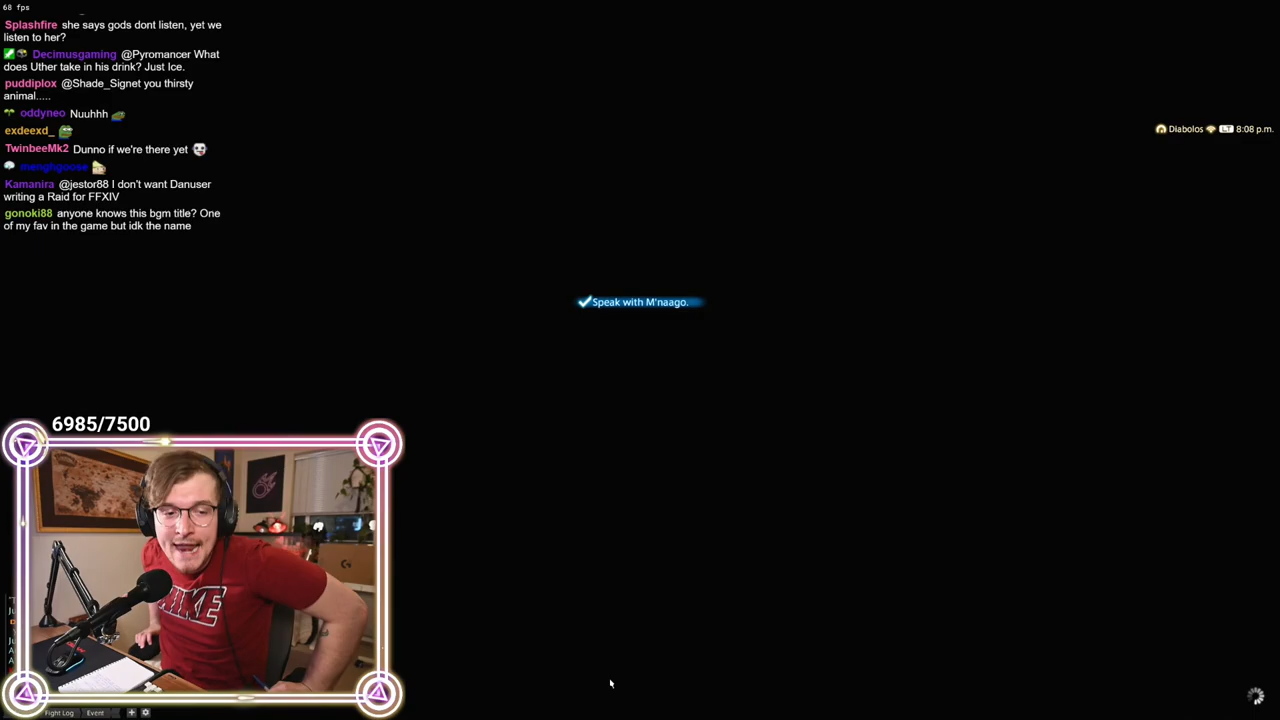 68 fps
Splashfire she says gods dont listen, yet we
listen to her?
Decimusgaming @Pyromancer What
does Uther take in his drink? Just Ice.
puddiplox @Shade_Signet you thirsty
animal.....
oddyneo Nuuhhh
exdeexd_
TwinbeeMk2 Dunno if we're there yet
menghgoose
Kamanira @jestor88 I don't want Danuser
writing a Raid for FFXIV
gonoki88 anyone knows this bgm title? One
of my fav in the game but idk the name
Diabolos LT 8:08 p.m.
Speak with M'naago.
6985/7500
NIKE
Fight Log Event